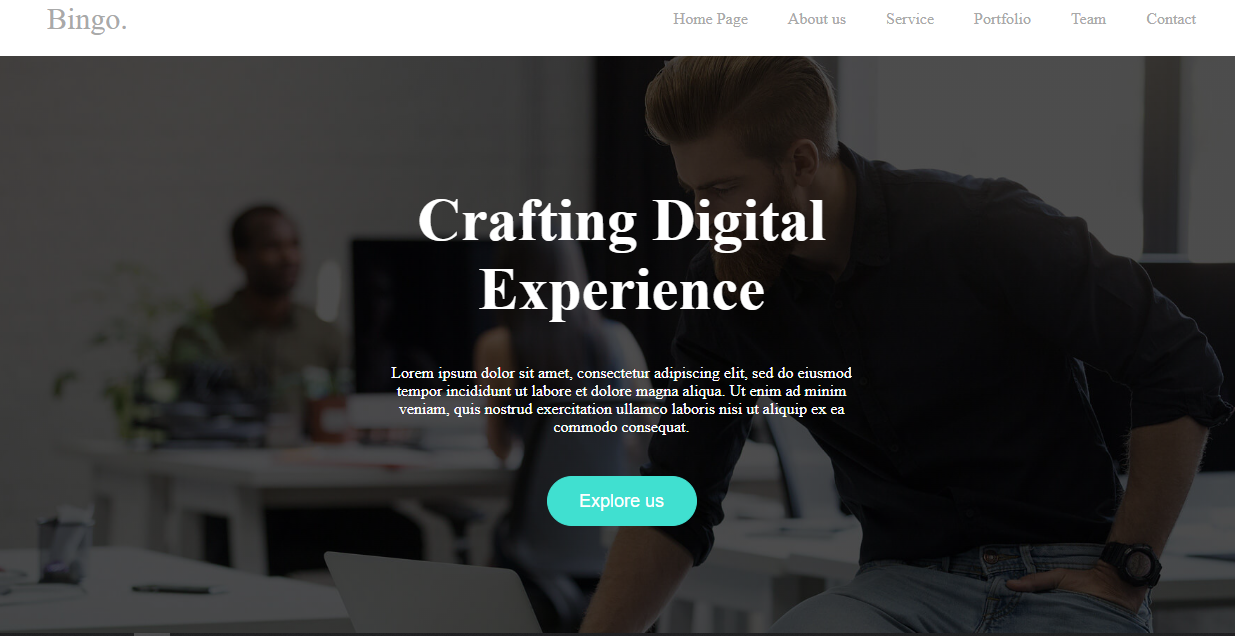 Bingo.
Home Page About us Service Portfolio Team Contact
Crafting Digital
Experience
Lorem ipsum dolor sit amet, consectetur adipiscing elit, sed do eiusmod
tempor incididunt ut labore et dolore magna aliqua. Ut enim ad minim
veniam, quis nostrud exercitation ullamco laboris nisi ut aliquip ex ea
commodo consequat.
Explore us